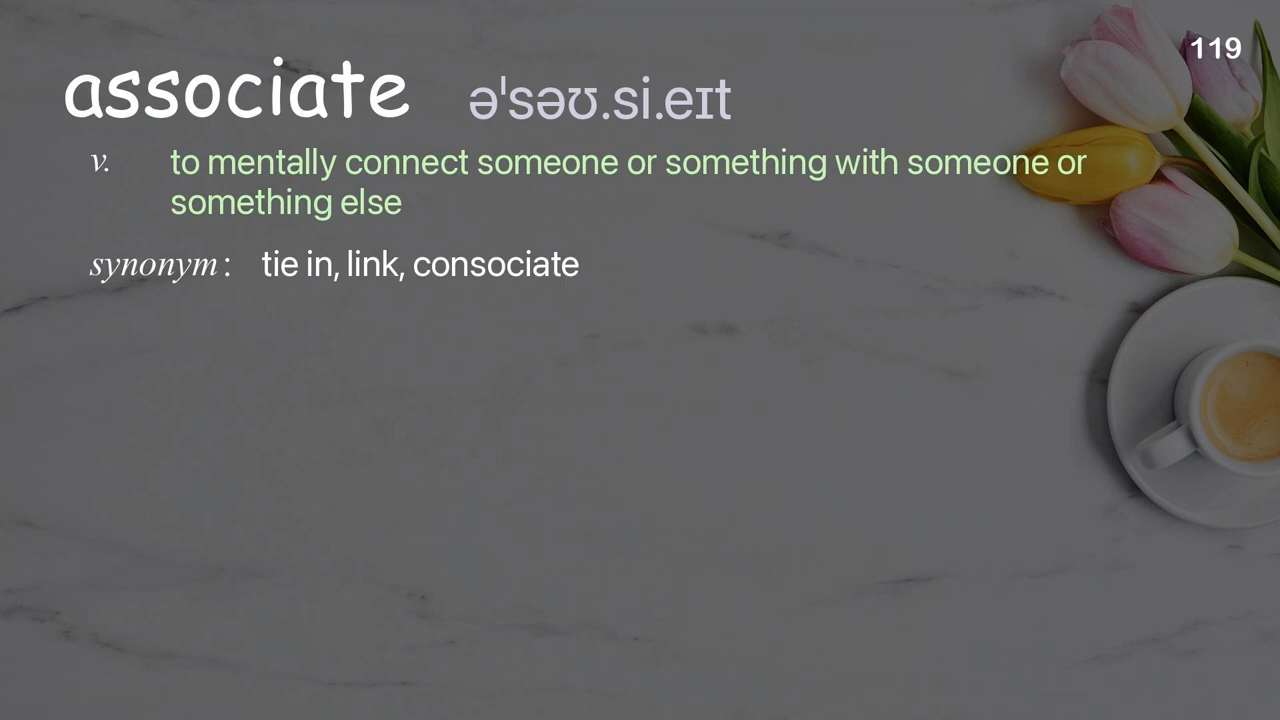 119
associate əˈsəʊ.si.eɪt
v. to mentally connect someone or something with someone or
something else
synonym : tie in, link, consociate